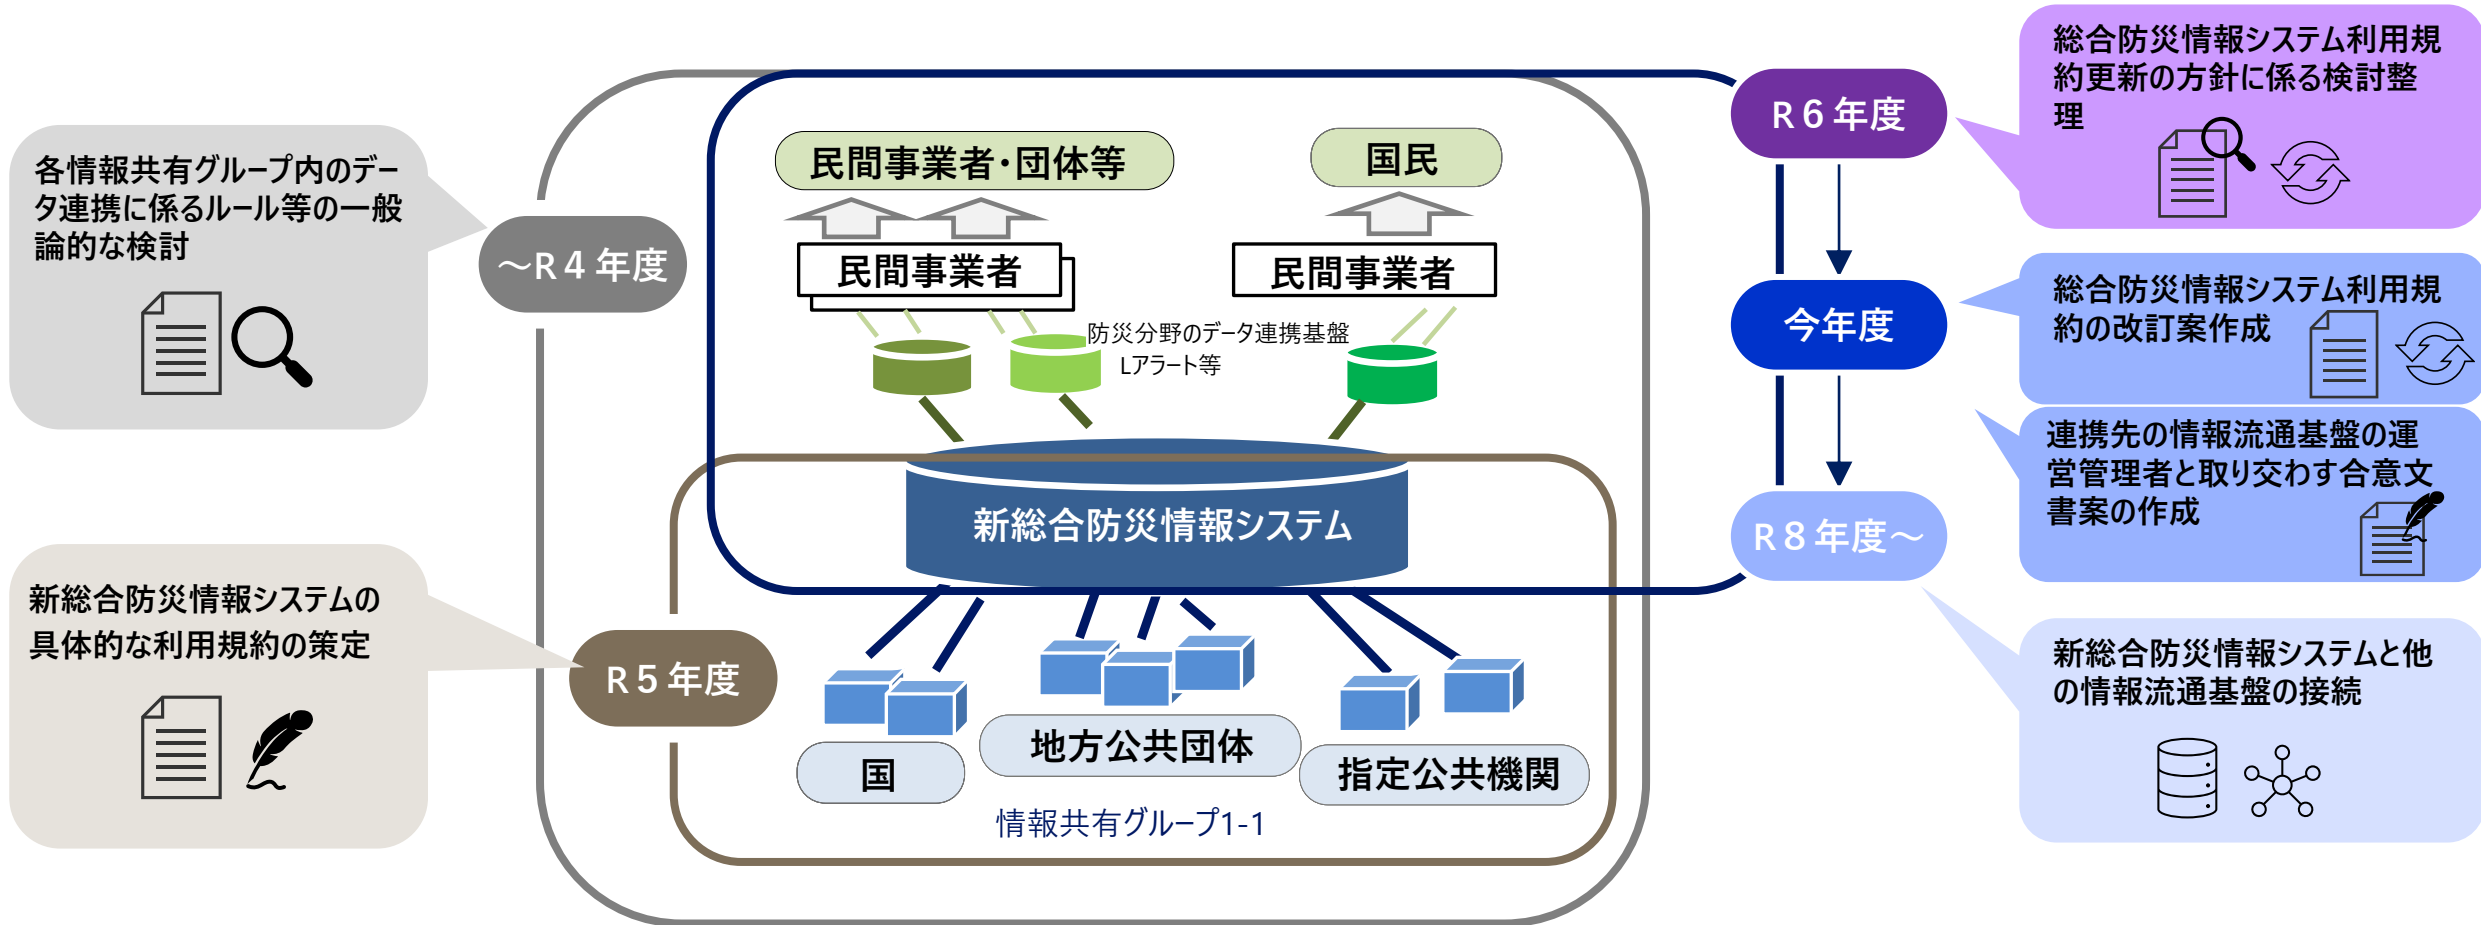 各情報共有グループ内のデー
タ連携に係るルール等の一般
論的な検討
～R４年度
新総合防災情報システムの
具体的な利用規約の策定
R５年度
民間事業者・団体等
国民
民間事業者
民間事業者
防災分野のデータ連携基盤
Lアラート等
新総合防災情報システム
国
地方公共団体
指定公共機関
情報共有グループ1-1
R６年度
総合防災情報システム利用規
約更新の方針に係る検討整
理
今年度
総合防災情報システム利用規
約の改訂案作成
連携先の情報流通基盤の運
営管理者と取り交わす合意文
書案の作成
R８年度～
新総合防災情報システムと他
の情報流通基盤の接続